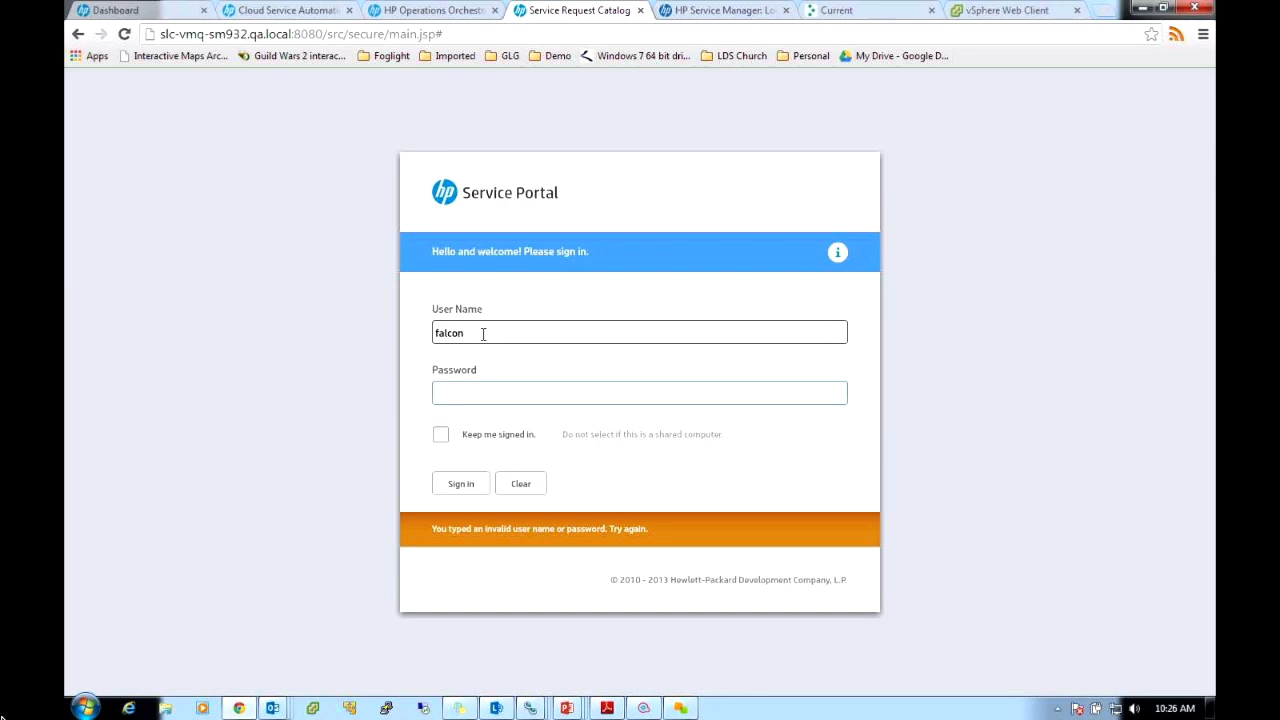 Dashboard
Cloud Service Automati
HP Operations Orchestr
Service Request Catalog
HP Service Manager: Lo
Current
vSphere Web Client
slc-vmq-sm932.qa.local:8080/src/secure/main.jsp#
Apps
Interactive Maps Arc...
Guild Wars 2 interac...
Foglight
Imported
GLG
Demo
Windows 7 64 bit dri...
LDS Church
Personal
My Drive - Google D...
hp Service Portal
Hello and welcome! Please sign in.
User Name
falcon
Password
Keep me signed in. Do not select if this is a shared computer.
Sign in
Clear
You typed an invalid user name or password. Try again.
© 2010 - 2013 Hewlett-Packard Development Company, L.P.
10:26 AM